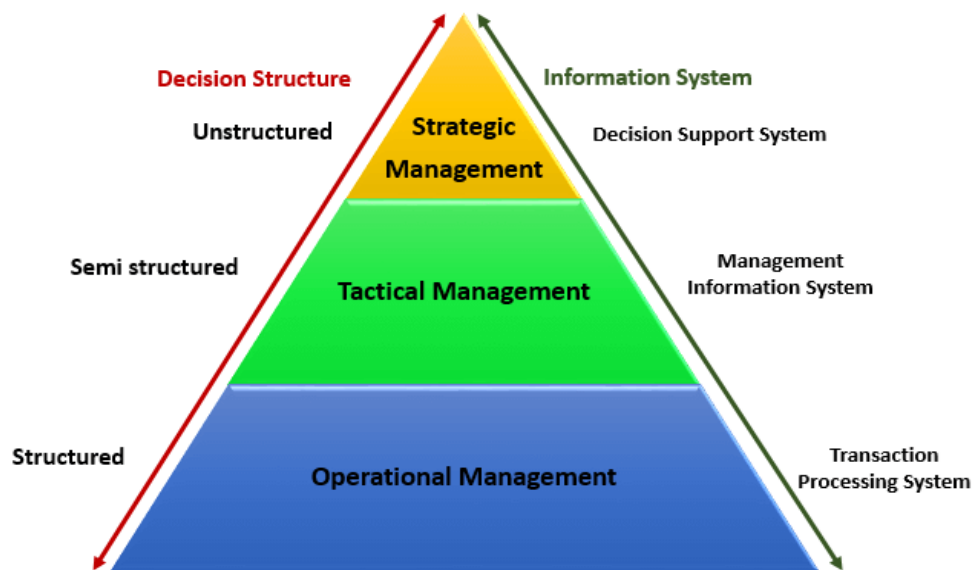 Decision Structure
Information System
Unstructured
Strategic
Management
Decision Support System
Semi structured
Tactical Management
Management
Information System
Structured
Operational Management
Transaction
Processing System